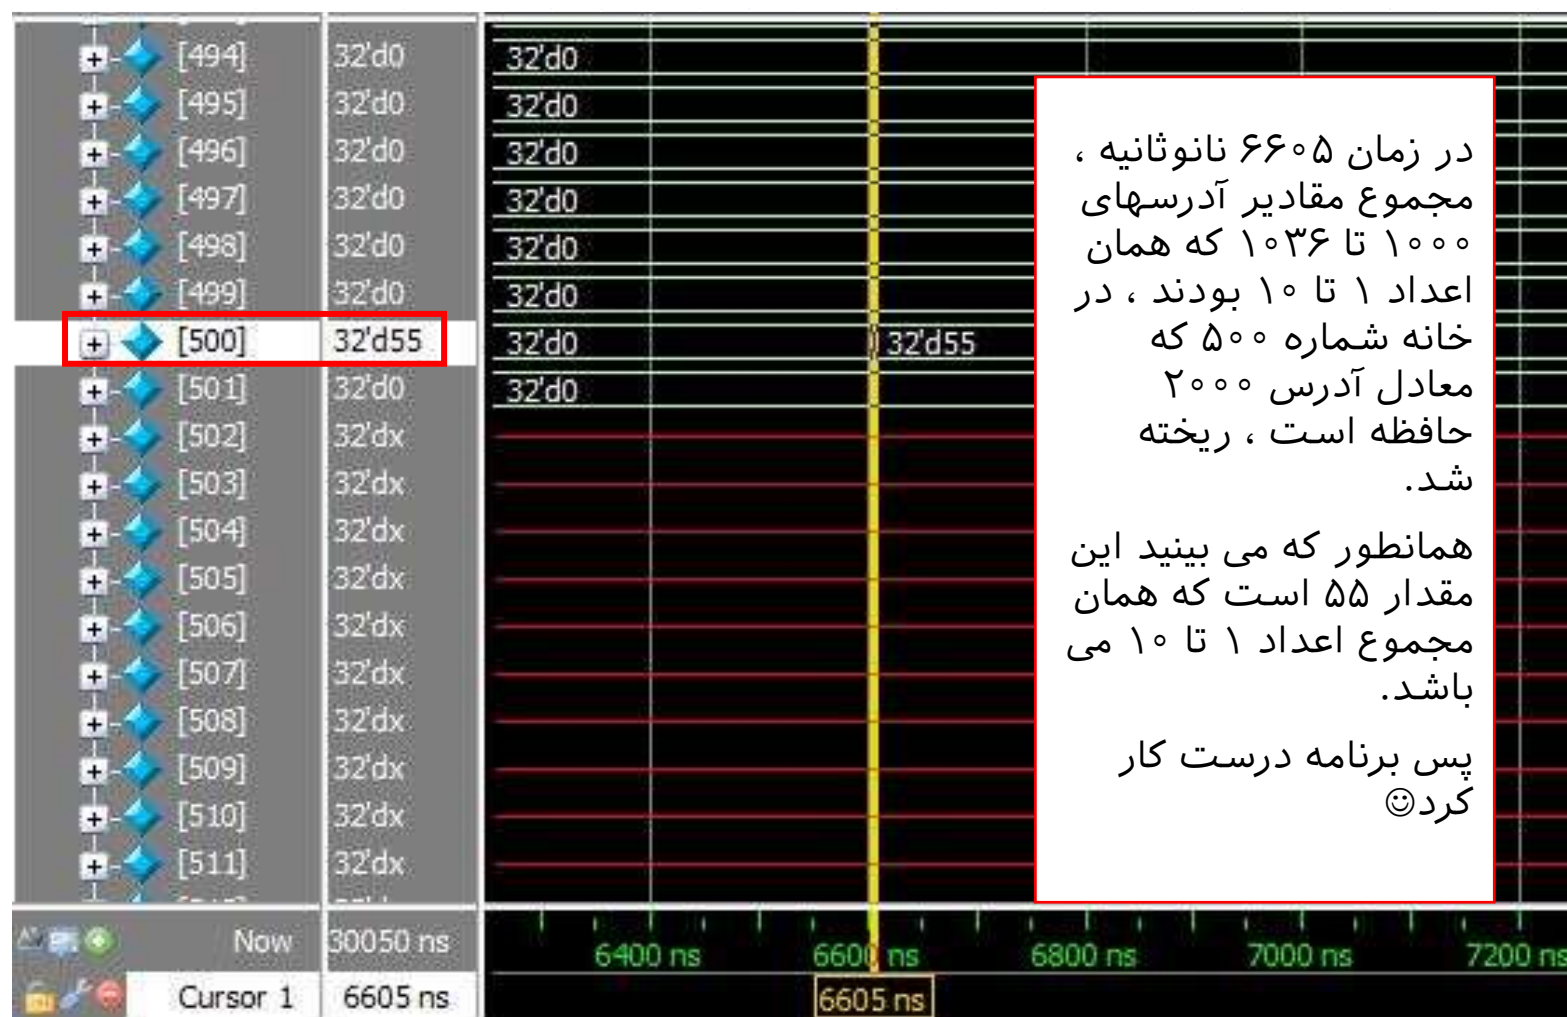 [494] 32'd0 32'd0
[495] 32'd0 32'd0
[496] 32'd0 32'd0
[497] 32'd0 32'd0
[498] 32'd0 32'd0
[499] 32'd0 32'd0
[500] 32'd55 32'd0 32'd55
[501] 32'd0 32'd0
[502] 32'dx
[503] 32'dx
[504] 32'dx
[505] 32'dx
[506] 32'dx
[507] 32'dx
[508] 32'dx
[509] 32'dx
[510] 32'dx
[511] 32'dx
در زمان ۶۶۰۵ نانوثانیه ،
مجموع مقادیر آدرسهای
۱۰۰۰ تا ۱۰۳۶ که همان
اعداد ۱ تا ۱۰ بودند ، در
خانه شماره ۵۰۰ که
معادل آدرس ۲۰۰۰
حافظه است ، ریخته
شد.
همانطور که می بینید این
مقدار ۵۵ است که همان
مجموع اعداد ۱ تا ۱۰ می
باشد.
پس برنامه درست کار
کرد☺
Now 30050 ns 6400 ns 6600 ns 6800 ns 7000 ns 7200 ns
Cursor 1 6605 ns 6605 ns